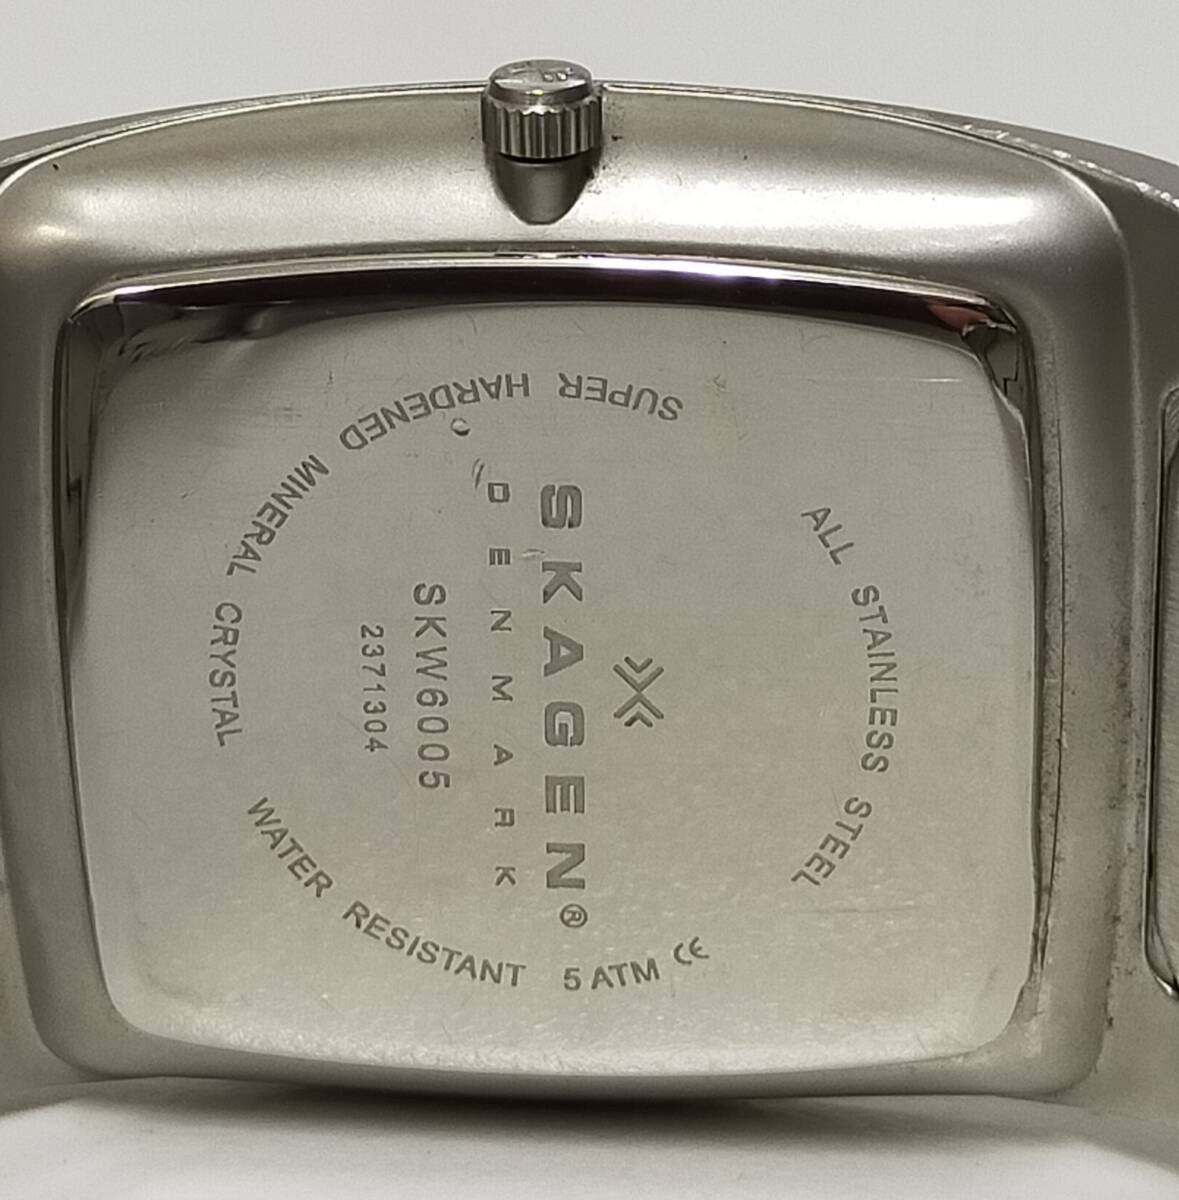 ALL STAINLESS STEEL
SKAGEN®
DENMARK
SKW6005
2371304
SUPER HARDENED MINERAL CRYSTAL
WATER RESISTANT 5 ATM CE